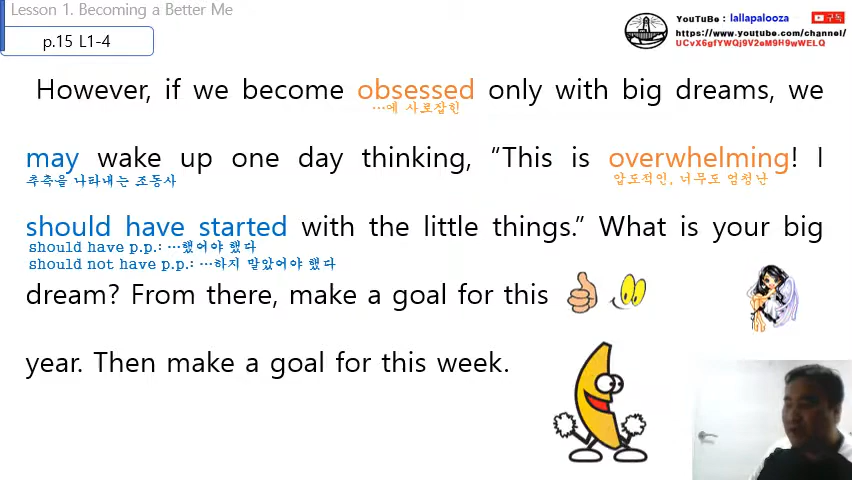 Lesson 1. Becoming a Better Me
p.15 L1-4
YouTuBe : lallapalooza
구독
https://www.youtube.com/channel/
UCvX6gfYWQj9V2eM9H9wWELQ
However, if we become obsessed only with big dreams, we
…에 사로잡힌
may wake up one day thinking, "This is overwhelming! I
추측을 나타내는 조동사
압도적인, 너무도 엄청난
should have started with the little things." What is your big
should have p.p.: …했어야 했다
should not have p.p.: …하지 말았어야 했다
dream? From there, make a goal for this
year. Then make a goal for this week.